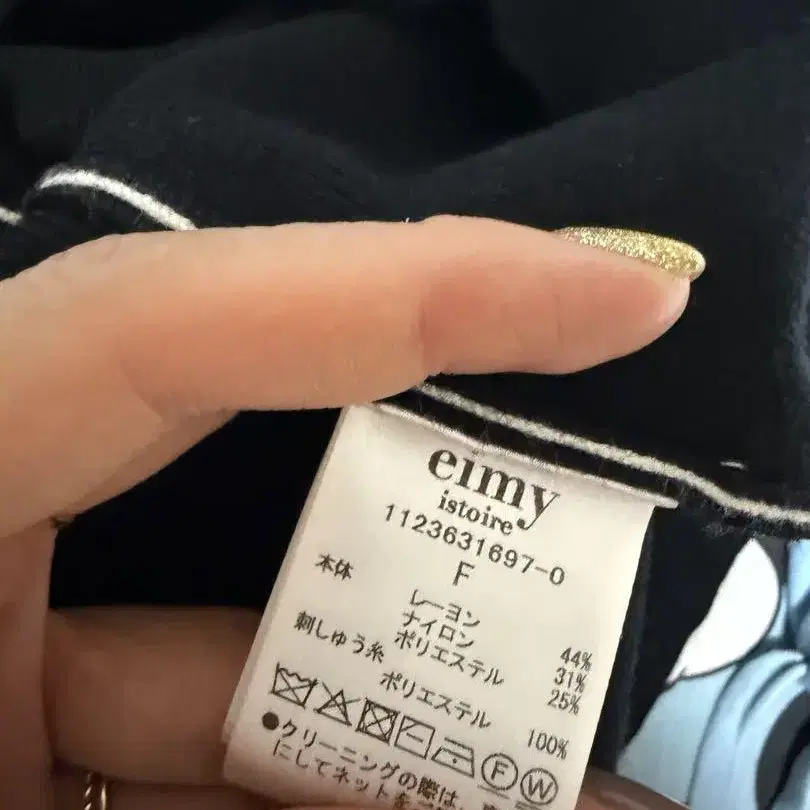 eimy
istoire
1123631697-0
F
本体
レーヨン 44%
ナイロン 31%
ポリエステル 25%
刺しゅう糸
ポリエステル 100%
F W
●クリーニングの際は、
にしてネットを